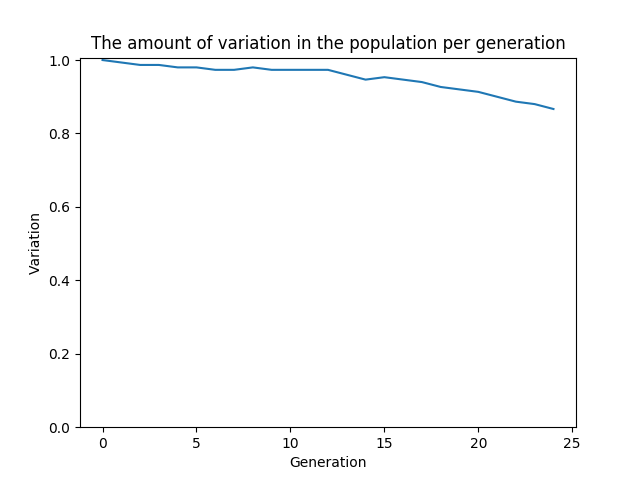 The amount of variation in the population per generation
1.0
0.8
0.6
0.4
0.2
0.0
Variation
0 5 10 15 20 25
Generation